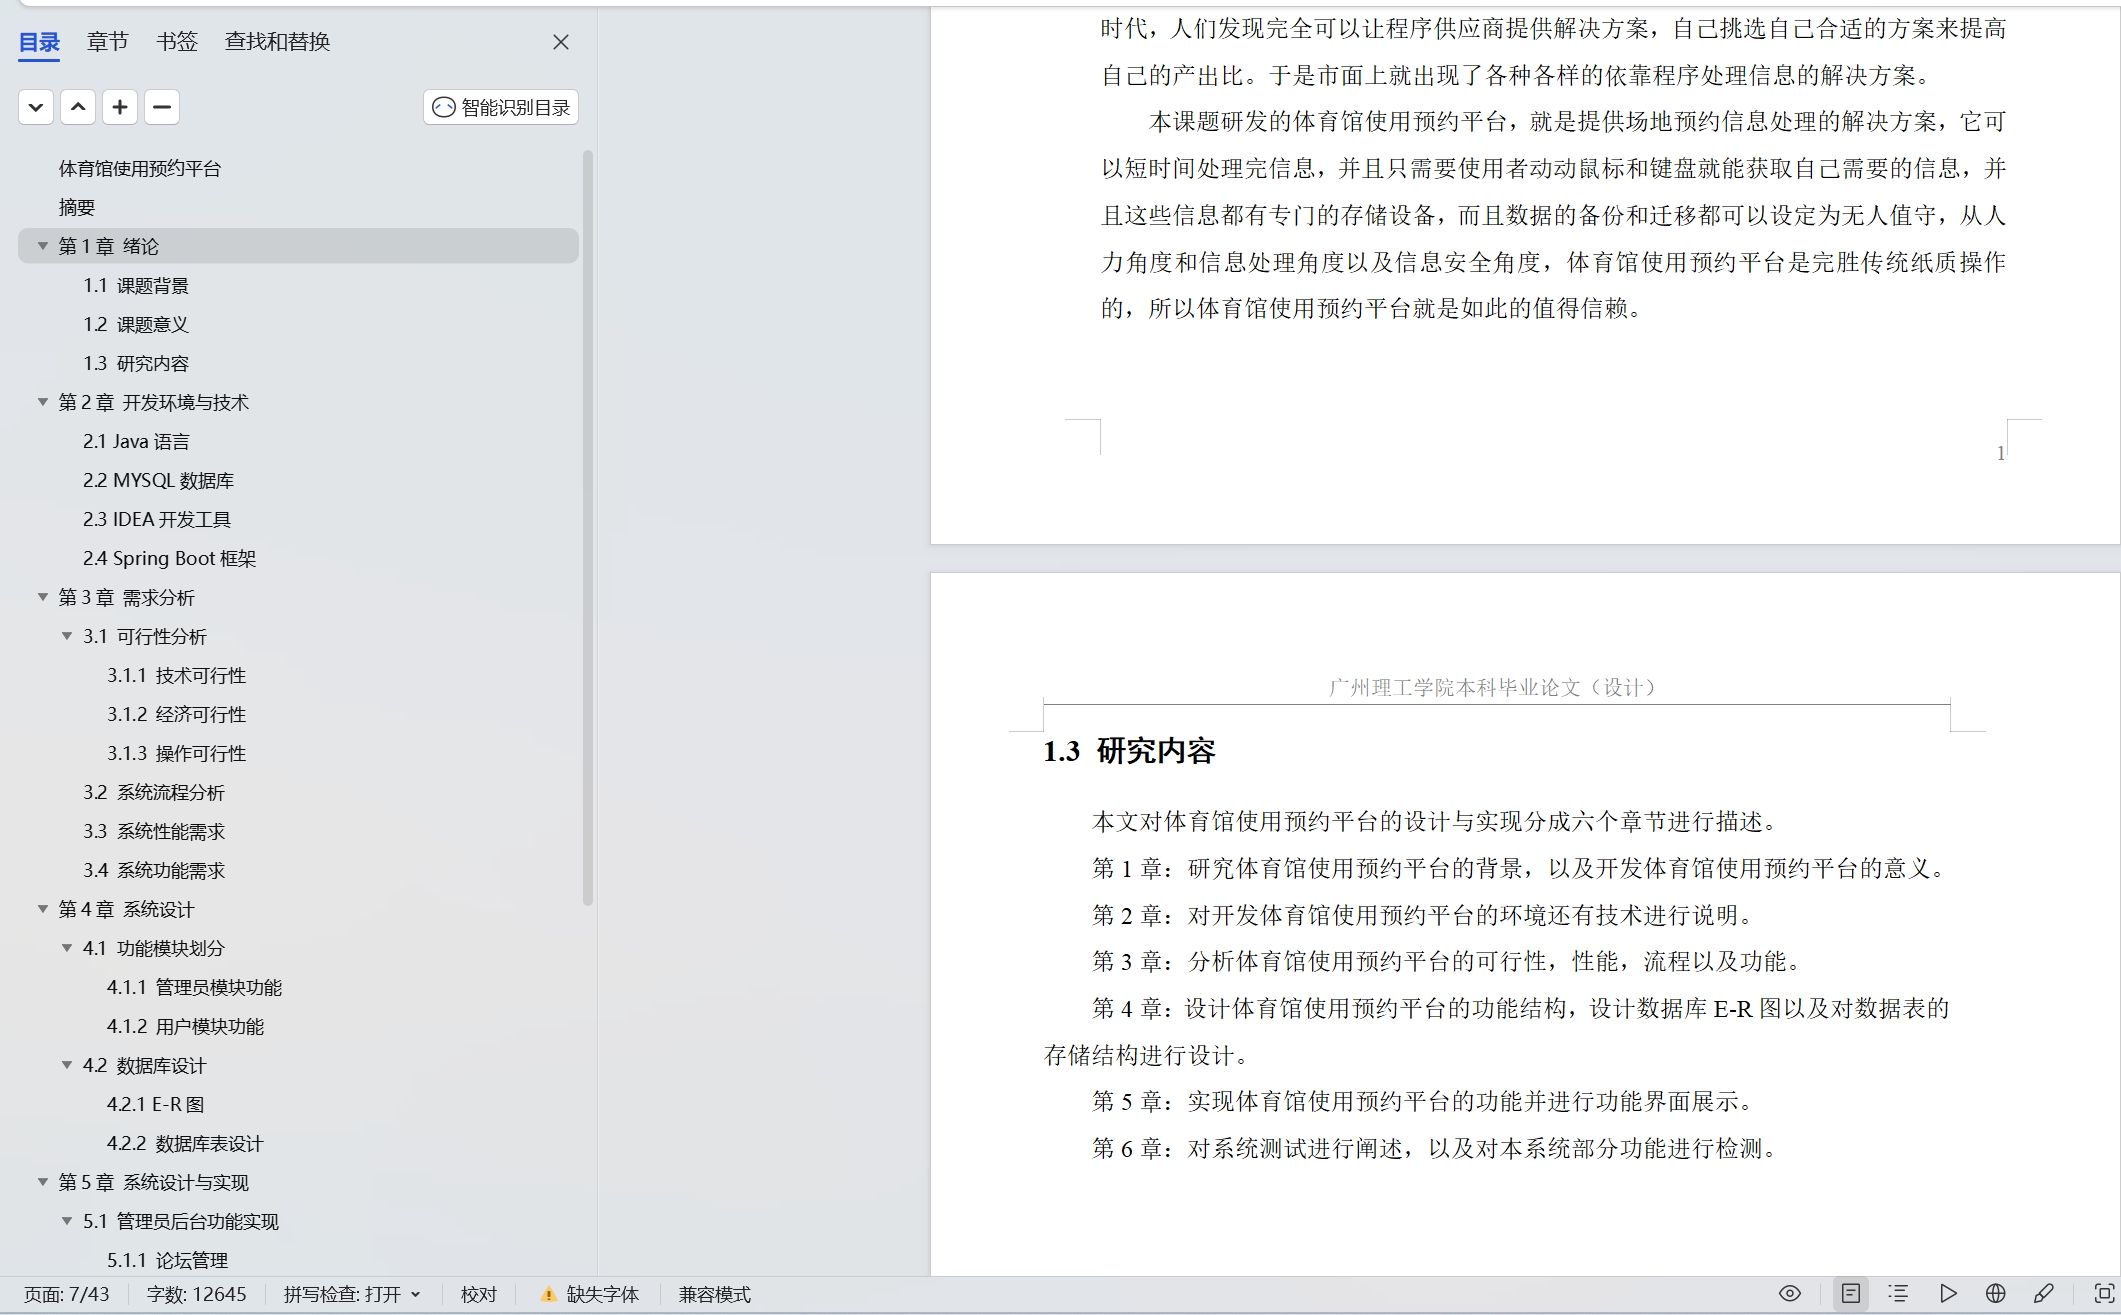 目录 章节 书签 查找和替换
智能识别目录
体育馆使用预约平台
摘要
第 1 章 绪论
1.1 课题背景
1.2 课题意义
1.3 研究内容
第 2 章 开发环境与技术
2.1 Java 语言
2.2 MYSQL 数据库
2.3 IDEA 开发工具
2.4 Spring Boot 框架
第 3 章 需求分析
3.1 可行性分析
3.1.1 技术可行性
3.1.2 经济可行性
3.1.3 操作可行性
3.2 系统流程分析
3.3 系统性能需求
3.4 系统功能需求
第 4 章 系统设计
4.1 功能模块划分
4.1.1 管理员模块功能
4.1.2 用户模块功能
4.2 数据库设计
4.2.1 E-R 图
4.2.2 数据库表设计
第 5 章 系统设计与实现
5.1 管理员后台功能实现
5.1.1 论坛管理
时代，人们发现完全可以让程序供应商提供解决方案，自己挑选自己合适的方案来提高
自己的产出比。于是市面上就出现了各种各样的依靠程序处理信息的解决方案。
本课题研发的体育馆使用预约平台，就是提供场地预约信息处理的解决方案，它可
以短时间处理完信息，并且只需要使用者动动鼠标和键盘就能获取自己需要的信息，并
且这些信息都有专门的存储设备，而且数据的备份和迁移都可以设定为无人值守，从人
力角度和信息处理角度以及信息安全角度，体育馆使用预约平台是完胜传统纸质操作
的，所以体育馆使用预约平台就是如此的值得信赖。
1
广州理工学院本科毕业论文（设计）
1.3 研究内容
本文对体育馆使用预约平台的设计与实现分成六个章节进行描述。
第 1 章：研究体育馆使用预约平台的背景，以及开发体育馆使用预约平台的意义。
第 2 章：对开发体育馆使用预约平台的环境还有技术进行说明。
第 3 章：分析体育馆使用预约平台的可行性，性能，流程以及功能。
第 4 章：设计体育馆使用预约平台的功能结构，设计数据库 E-R 图以及对数据表的
存储结构进行设计。
第 5 章：实现体育馆使用预约平台的功能并进行功能界面展示。
第 6 章：对系统测试进行阐述，以及对本系统部分功能进行检测。
页面: 7/43 字数: 12645 拼写检查: 打开 校对 缺失字体 兼容模式